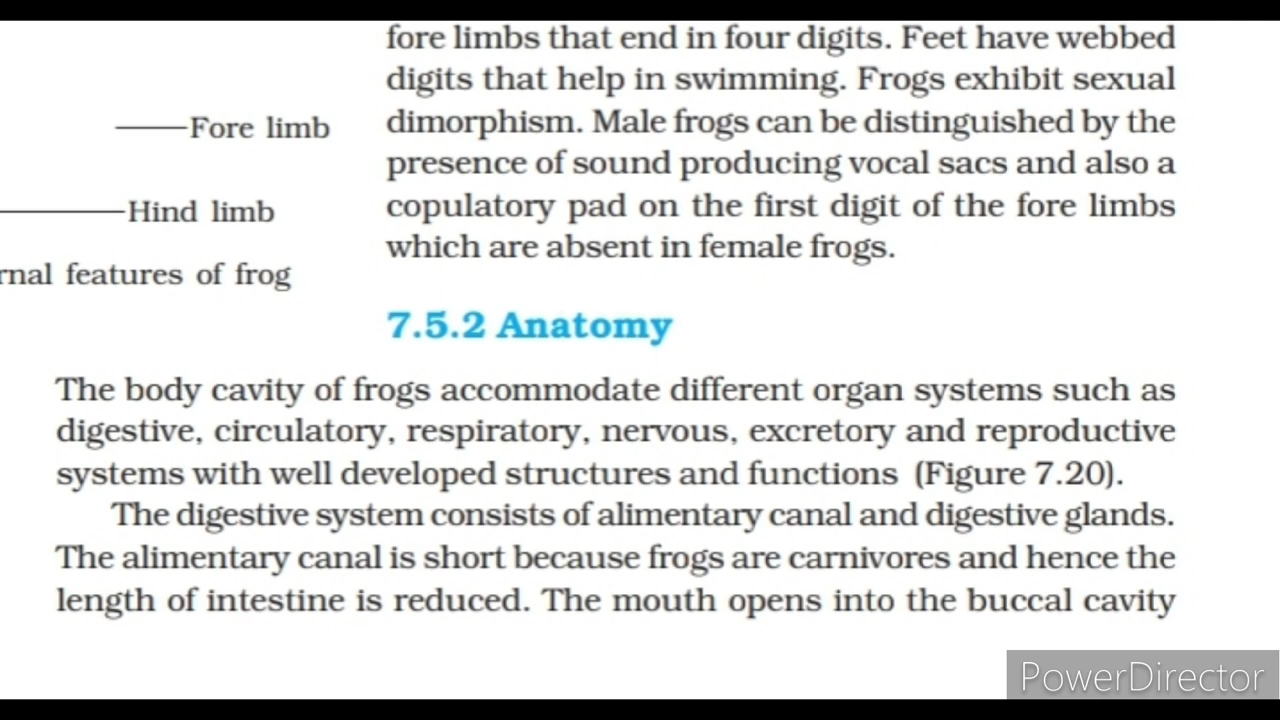 fore limbs that end in four digits. Feet have webbed
digits that help in swimming. Frogs exhibit sexual
dimorphism. Male frogs can be distinguished by the
presence of sound producing vocal sacs and also a
copulatory pad on the first digit of the fore limbs
which are absent in female frogs.
Fore limb
Hind limb
rnal features of frog
7.5.2 Anatomy
The body cavity of frogs accommodate different organ systems such as
digestive, circulatory, respiratory, nervous, excretory and reproductive
systems with well developed structures and functions (Figure 7.20).
The digestive system consists of alimentary canal and digestive glands.
The alimentary canal is short because frogs are carnivores and hence the
length of intestine is reduced. The mouth opens into the buccal cavity
PowerDirector